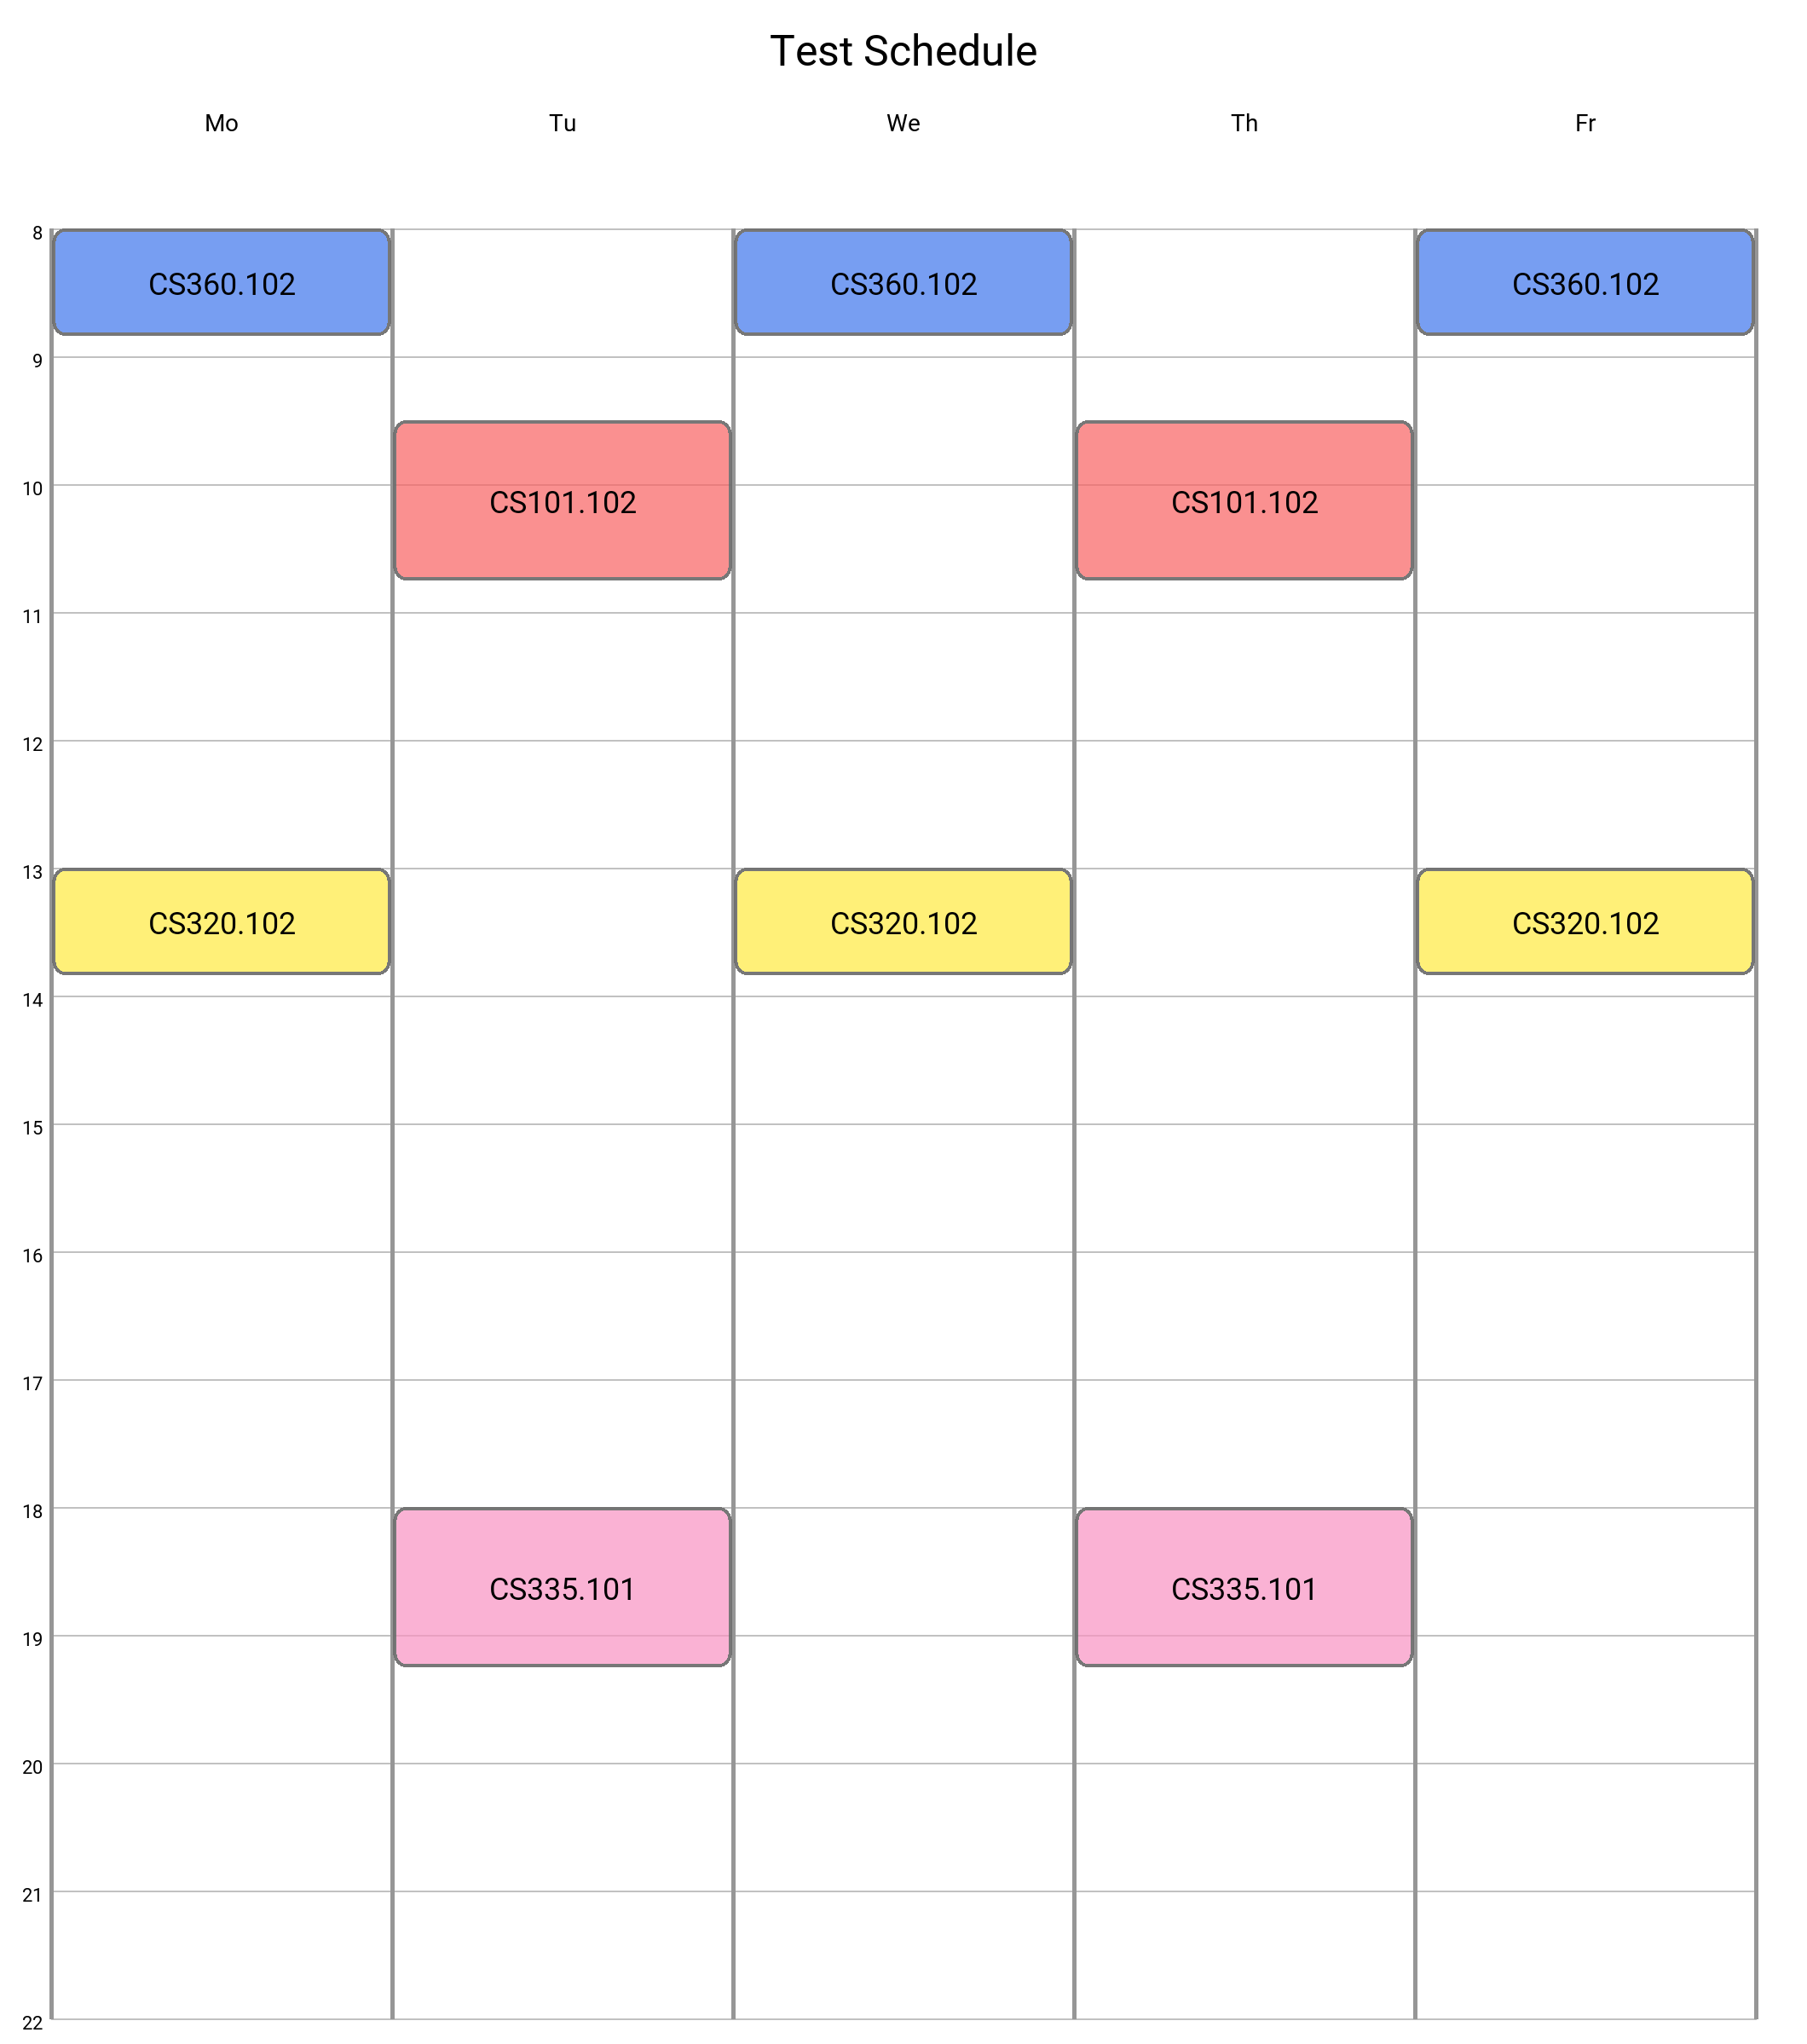 Test Schedule
Mo Tu We Th Fr
8
CS360.102 CS360.102 CS360.102
9
10
CS101.102 CS101.102
11
12
13
CS320.102 CS320.102 CS320.102
14
15
16
17
18
CS335.101 CS335.101
19
20
21
22